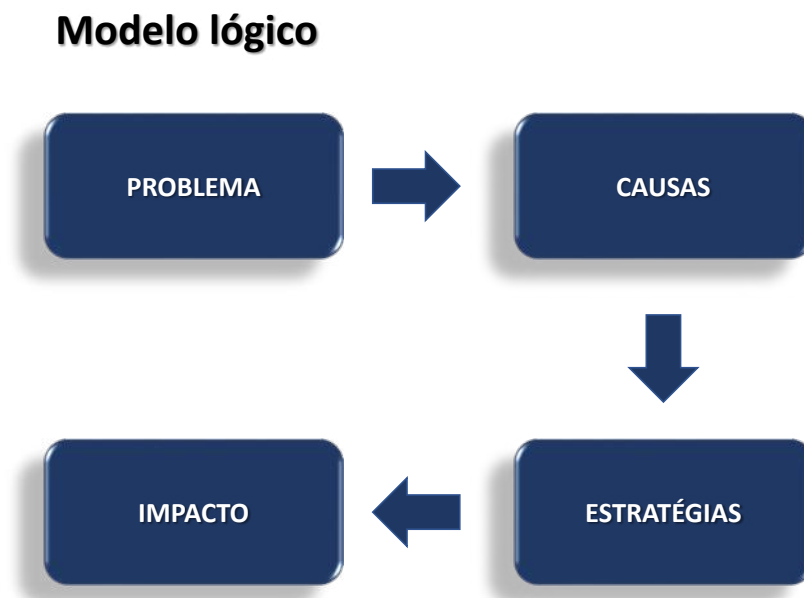 Modelo lógico
PROBLEMA
CAUSAS
ESTRATÉGIAS
IMPACTO